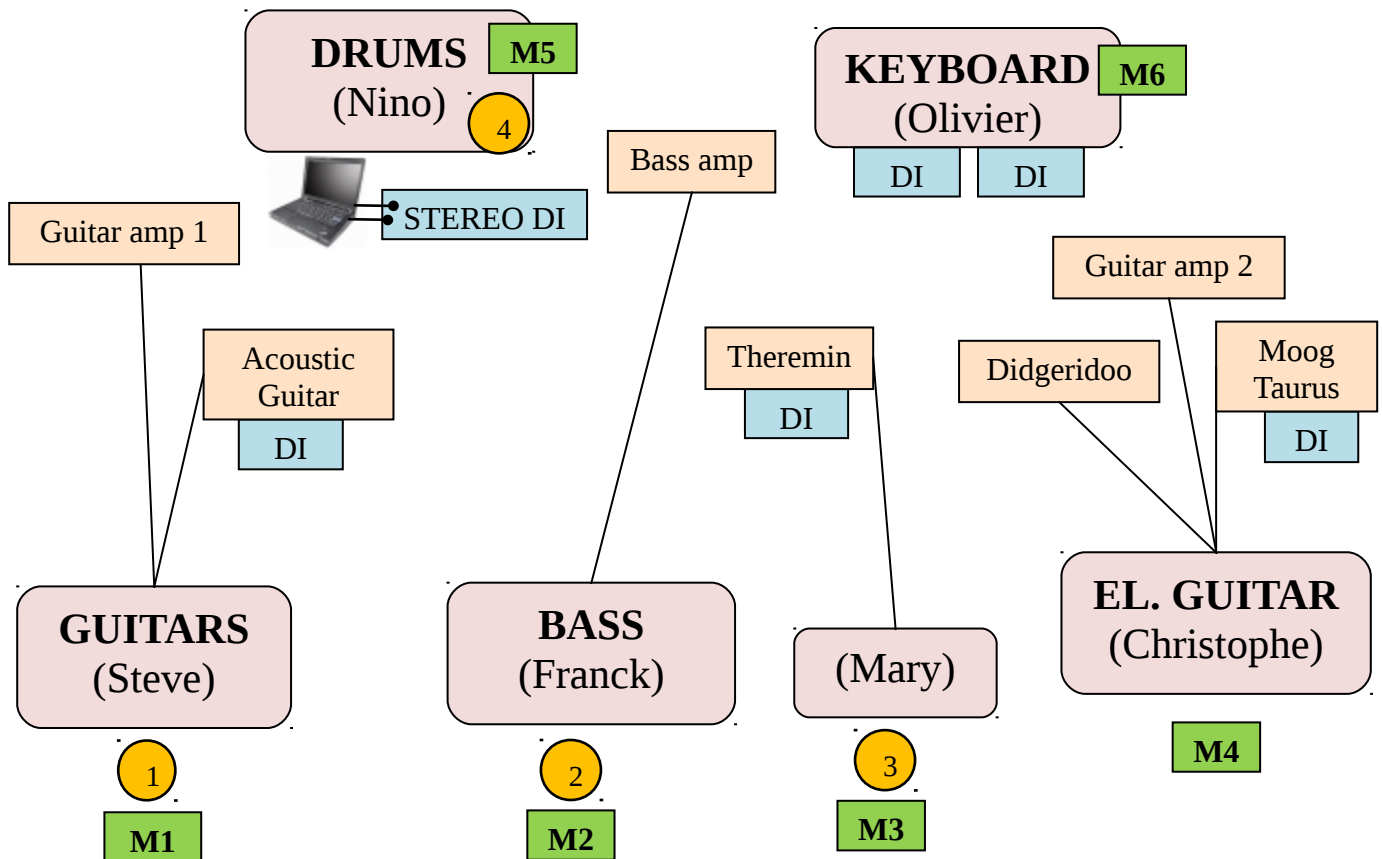 DRUMS
(Nino)
M5
4
KEYBOARD
(Olivier)
M6
DI
DI
Bass amp
STEREO DI
Guitar amp 1
Guitar amp 2
Acoustic
Guitar
DI
Theremin
DI
Didgeridoo
Moog
Taurus
DI
GUITARS
(Steve)
BASS
(Franck)
(Mary)
EL. GUITAR
(Christophe)
1
2
3
M4
M1
M2
M3